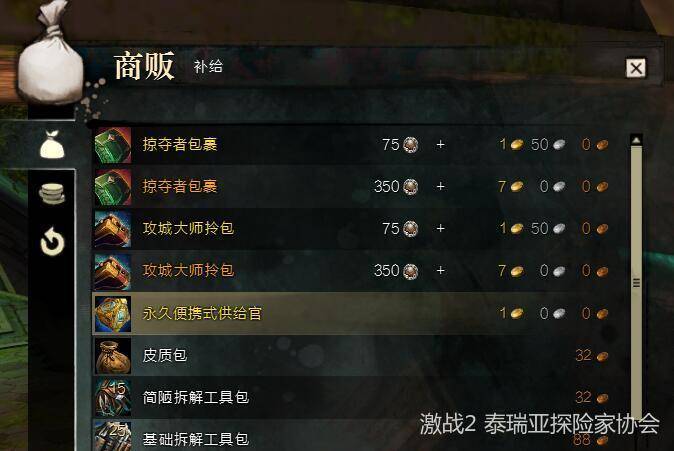 商贩 补给
掠夺者包裹 75 + 1 50 0
掠夺者包裹 350 + 7 0 0
攻城大师拎包 75 + 1 50 0
攻城大师拎包 350 + 7 0 0
永久便携式供给官 1 0 0
皮质包 32
15 简陋拆解工具包 32
25 基础拆解工具包 88
激战2 泰瑞亚探险家协会